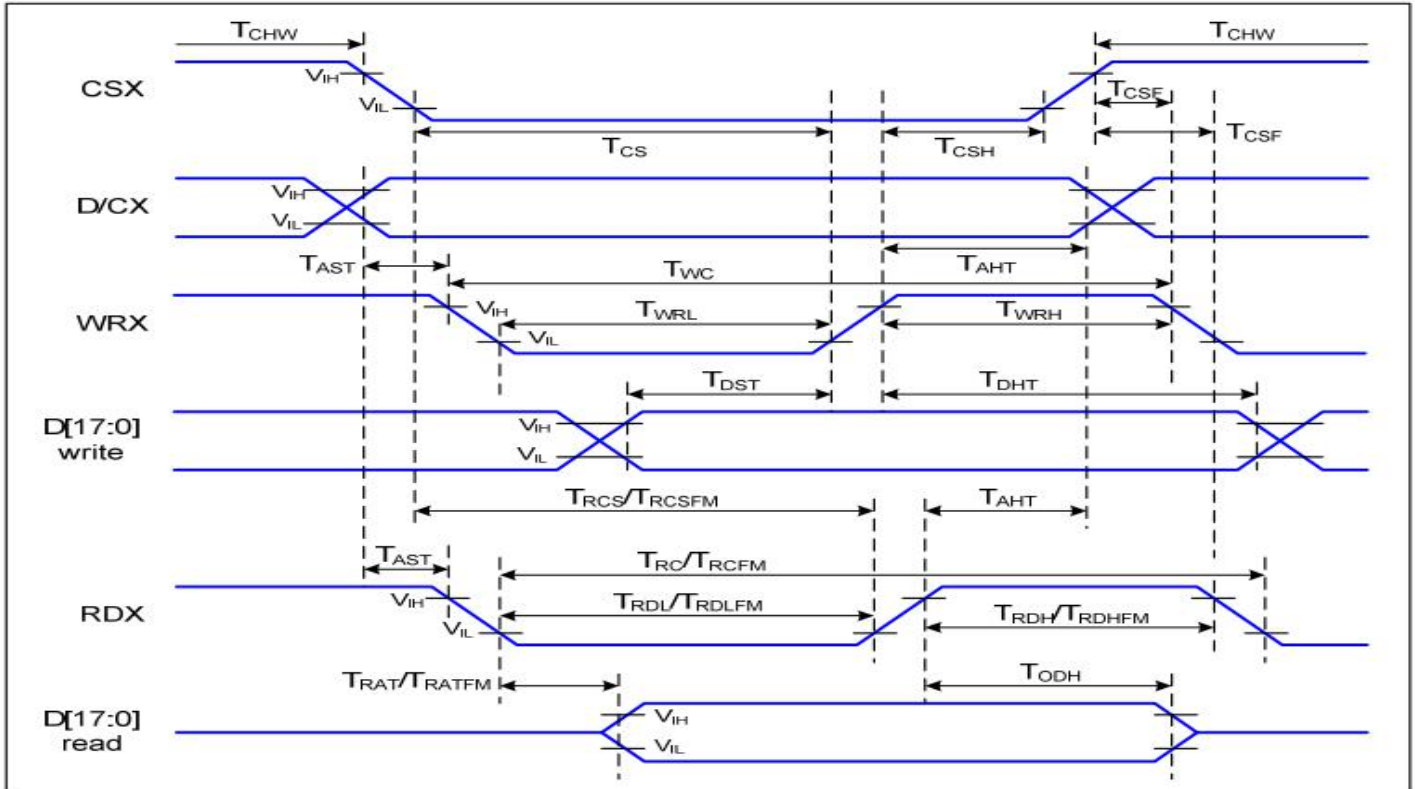 TCHW TCHW
VIH
CSX
TCSF
VIL
TCS TCSH TCSF
VIH
D/CX
VIL
TAST TWC TAHT
VIH
WRX TWRL TWRH
VIL
TDST TDHT
D[17:0]
write
VIH
VIL
TRCS/TRCSFM TAHT
TAST
TRC/TRCFM
VIH
RDX TRDL/TRDLFM TRDH/TRDHFM
VIL
TRAT/TRATFM TODH
D[17:0]
read
VIH
VIL